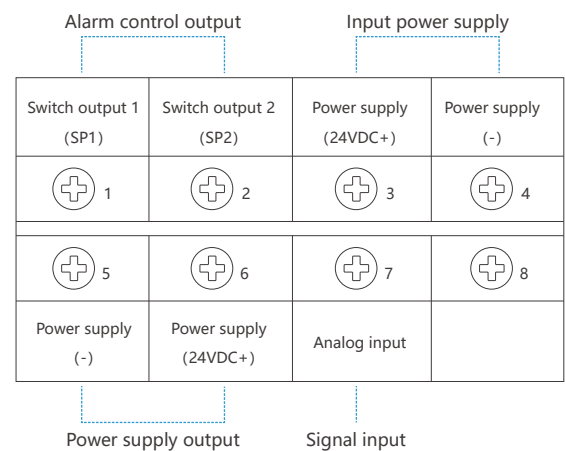 Alarm control output
Input power supply
Switch output 1
(SP1)
Switch output 2
(SP2)
Power supply
(24VDC+)
Power supply
(-)
1
2
3
4
5
6
7
8
Power supply
(-)
Power supply
(24VDC+)
Analog input
Power supply output
Signal input